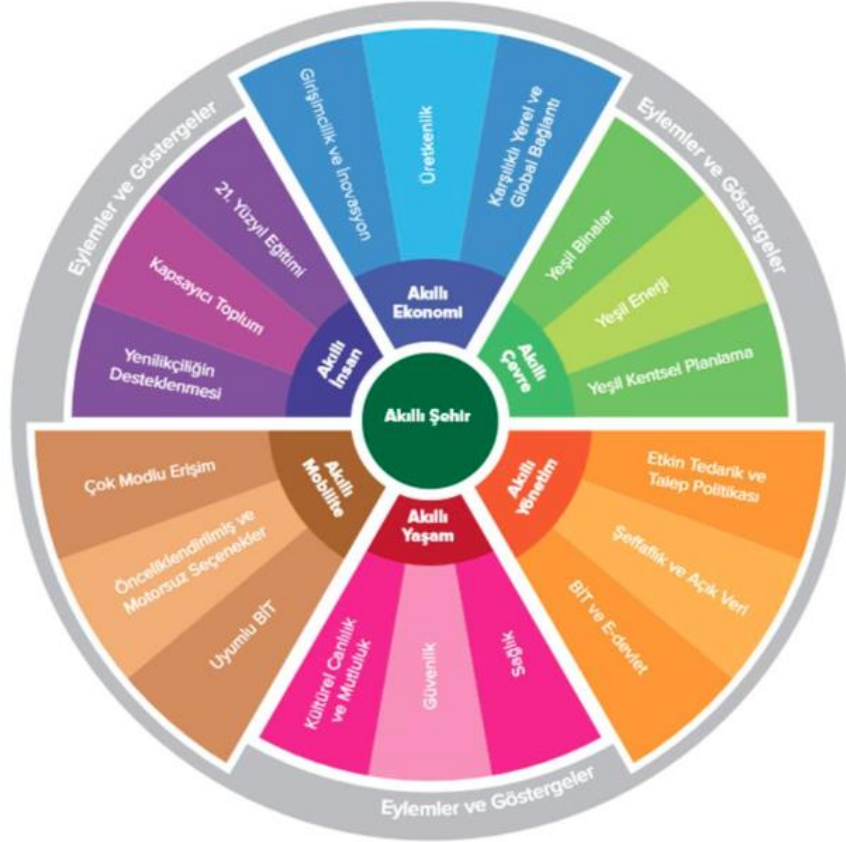 Eylemler ve Göstergeler
Eylemler ve Göstergeler
Girişimcilik ve İnovasyon
Üretkenlik
Karşılıklı Yerel ve
Global Bağlantı
Akıllı
Ekonomi
Yeşil Binalar
Yeşil Enerji
Yeşil Kentsel Planlama
Akıllı
Çevre
21. Yüzyıl Eğitimi
Kapsayıcı Toplum
Yenilikçiliğin
Desteklenmesi
Akıllı
İnsan
Akıllı Şehir
Çok Modlu Erişim
Önceliklendirilmiş ve
Motorsuz Seçenekler
Uyumlu BİT
Akıllı
Mobilite
Akıllı
Yaşam
Kültürel Canlılık
ve Mutluluk
Güvenlik
Sağlık
Akıllı
Yönetim
Etkin Tedarik ve
Talep Politikası
Şeffaflık ve Açık Veri
BİT ve E-devlet
Eylemler ve Göstergeler